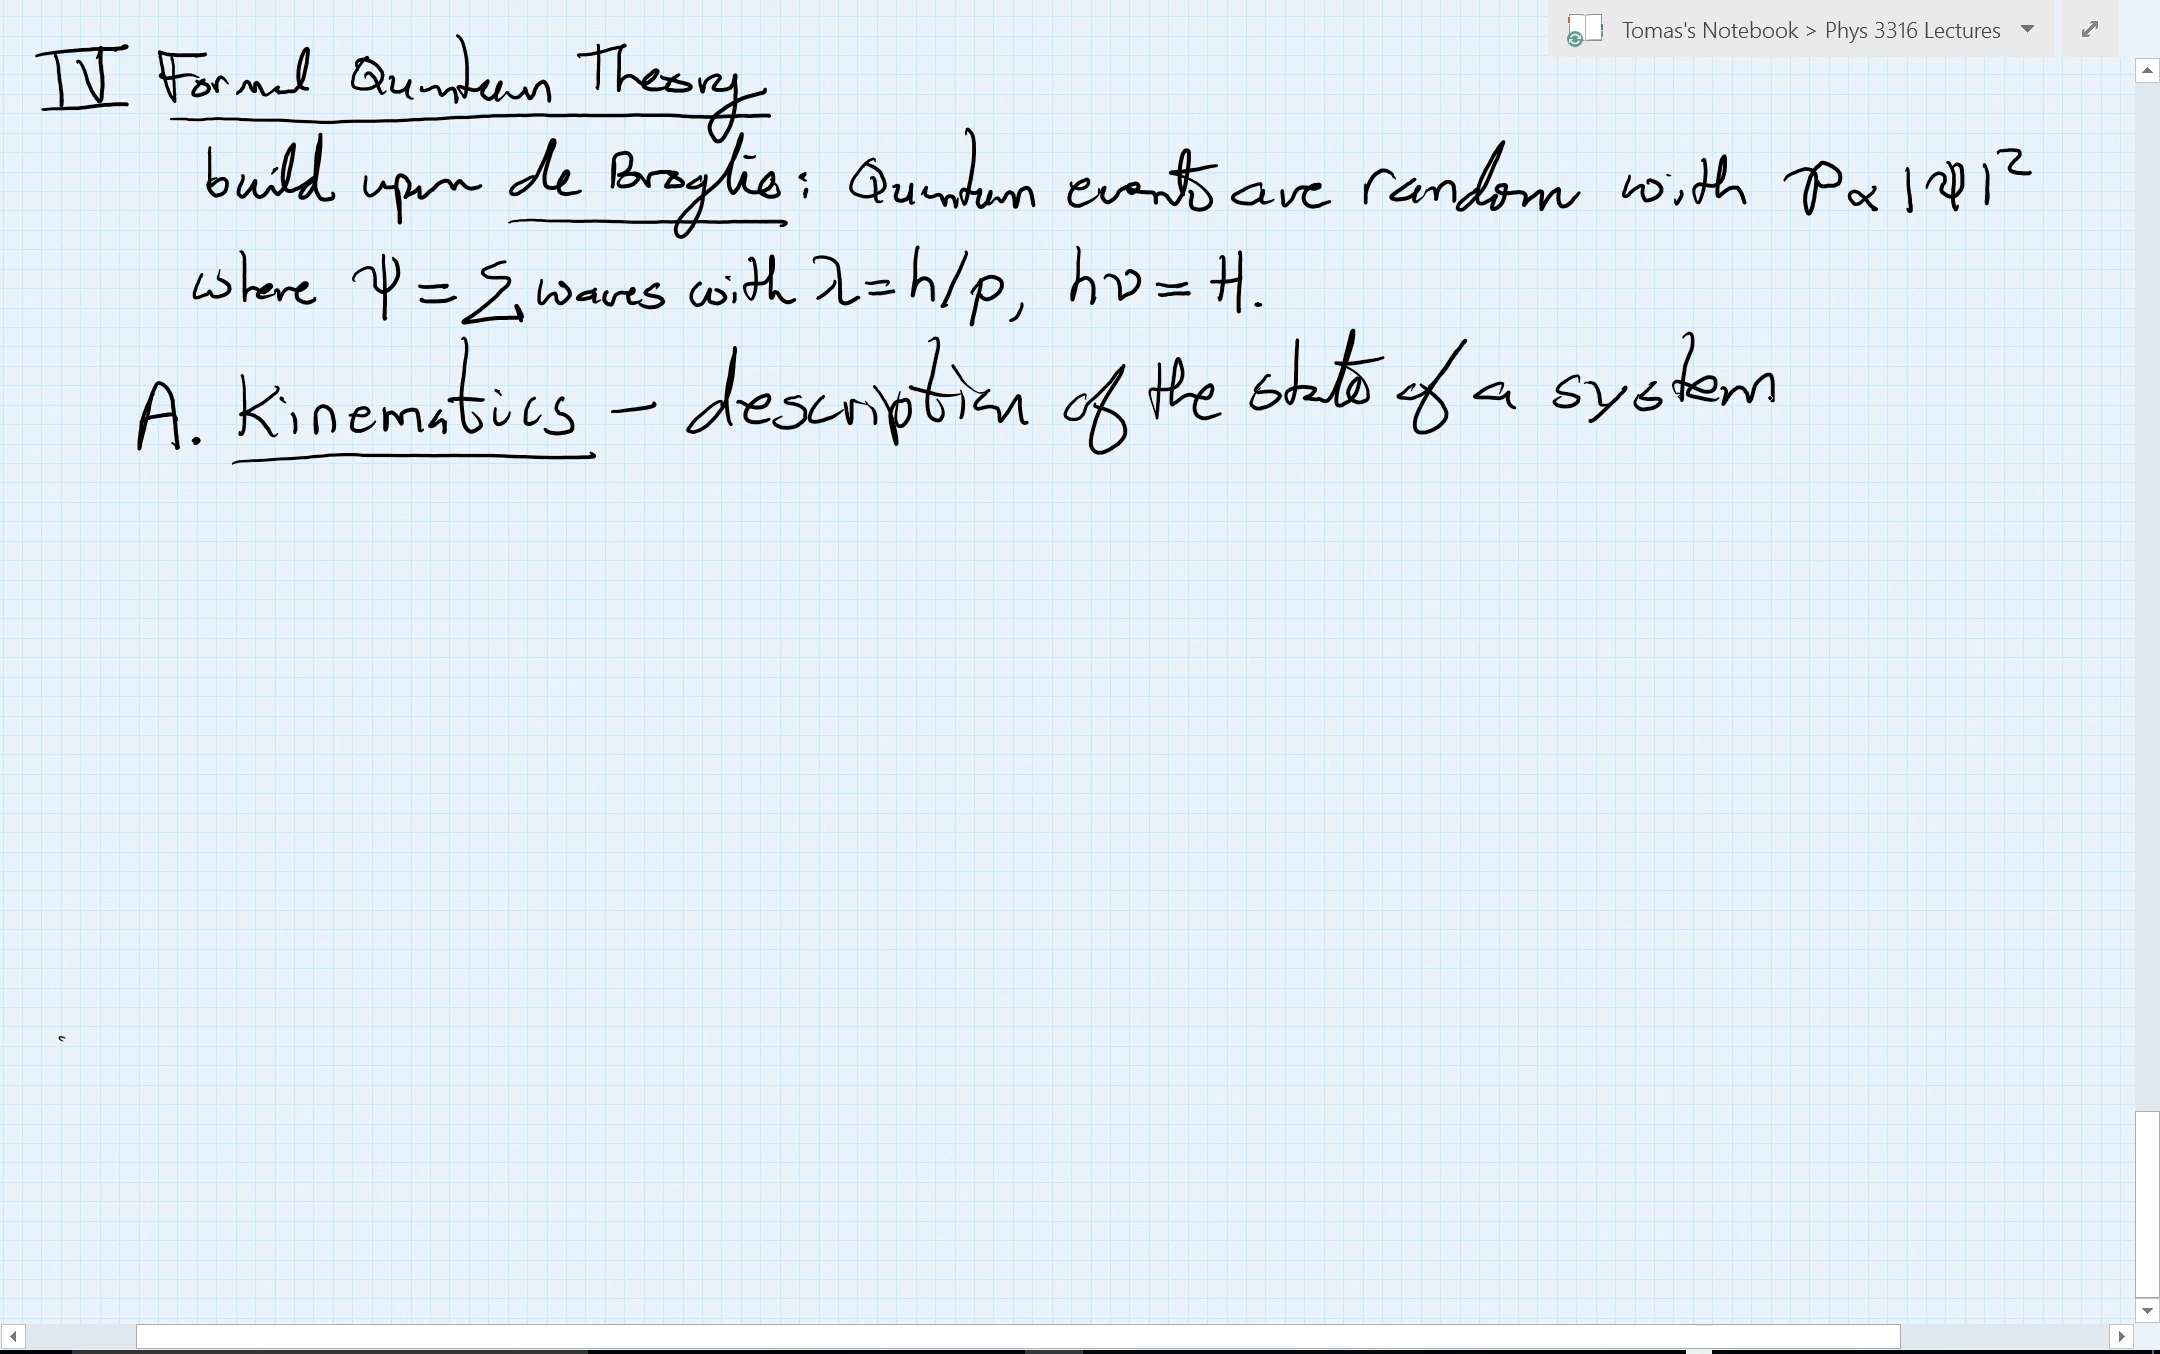 Tomas's Notebook > Phys 3316 Lectures
IV Formal Quantum Theory
build upon de Broglie: Quantum events are random with P ∝ |Ψ|²
where Ψ = Σ waves with λ = h/p, hν = H.
A. Kinematics – description of the state of a system